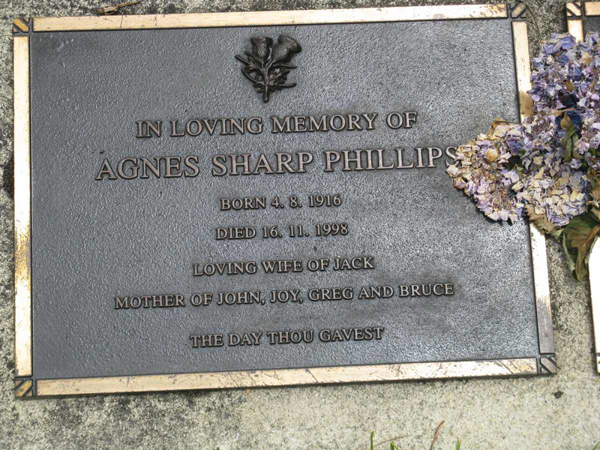 IN LOVING MEMORY OF
AGNES SHARP PHILLIPS
BORN 4. 8. 1916
DIED 16. 11. 1998
LOVING WIFE OF JACK
MOTHER OF JOHN, JOY, GREG AND BRUCE
THE DAY THOU GAVEST